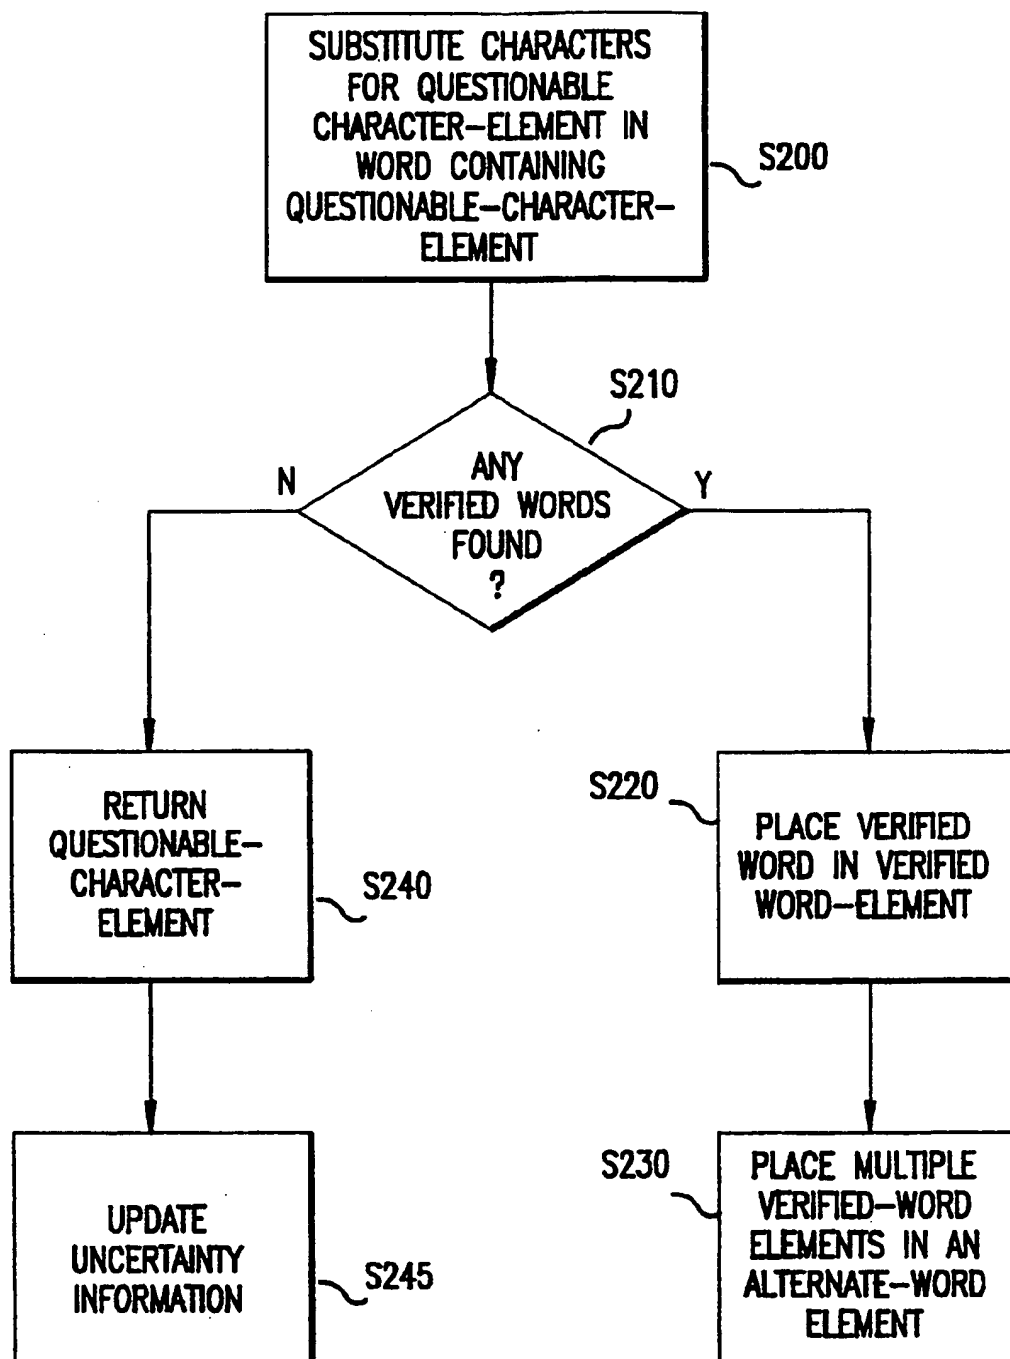 SUBSTITUTE CHARACTERS
FOR QUESTIONABLE
CHARACTER-ELEMENT IN
WORD CONTAINING
QUESTIONABLE-CHARACTER-
ELEMENT
S200
S210
ANY
VERIFIED WORDS
FOUND
?
N
Y
RETURN
QUESTIONABLE-
CHARACTER-
ELEMENT
S240
S220
PLACE VERIFIED
WORD IN VERIFIED
WORD-ELEMENT
UPDATE
UNCERTAINTY
INFORMATION
S245
S230
PLACE MULTIPLE
VERIFIED-WORD
ELEMENTS IN AN
ALTERNATE-WORD
ELEMENT